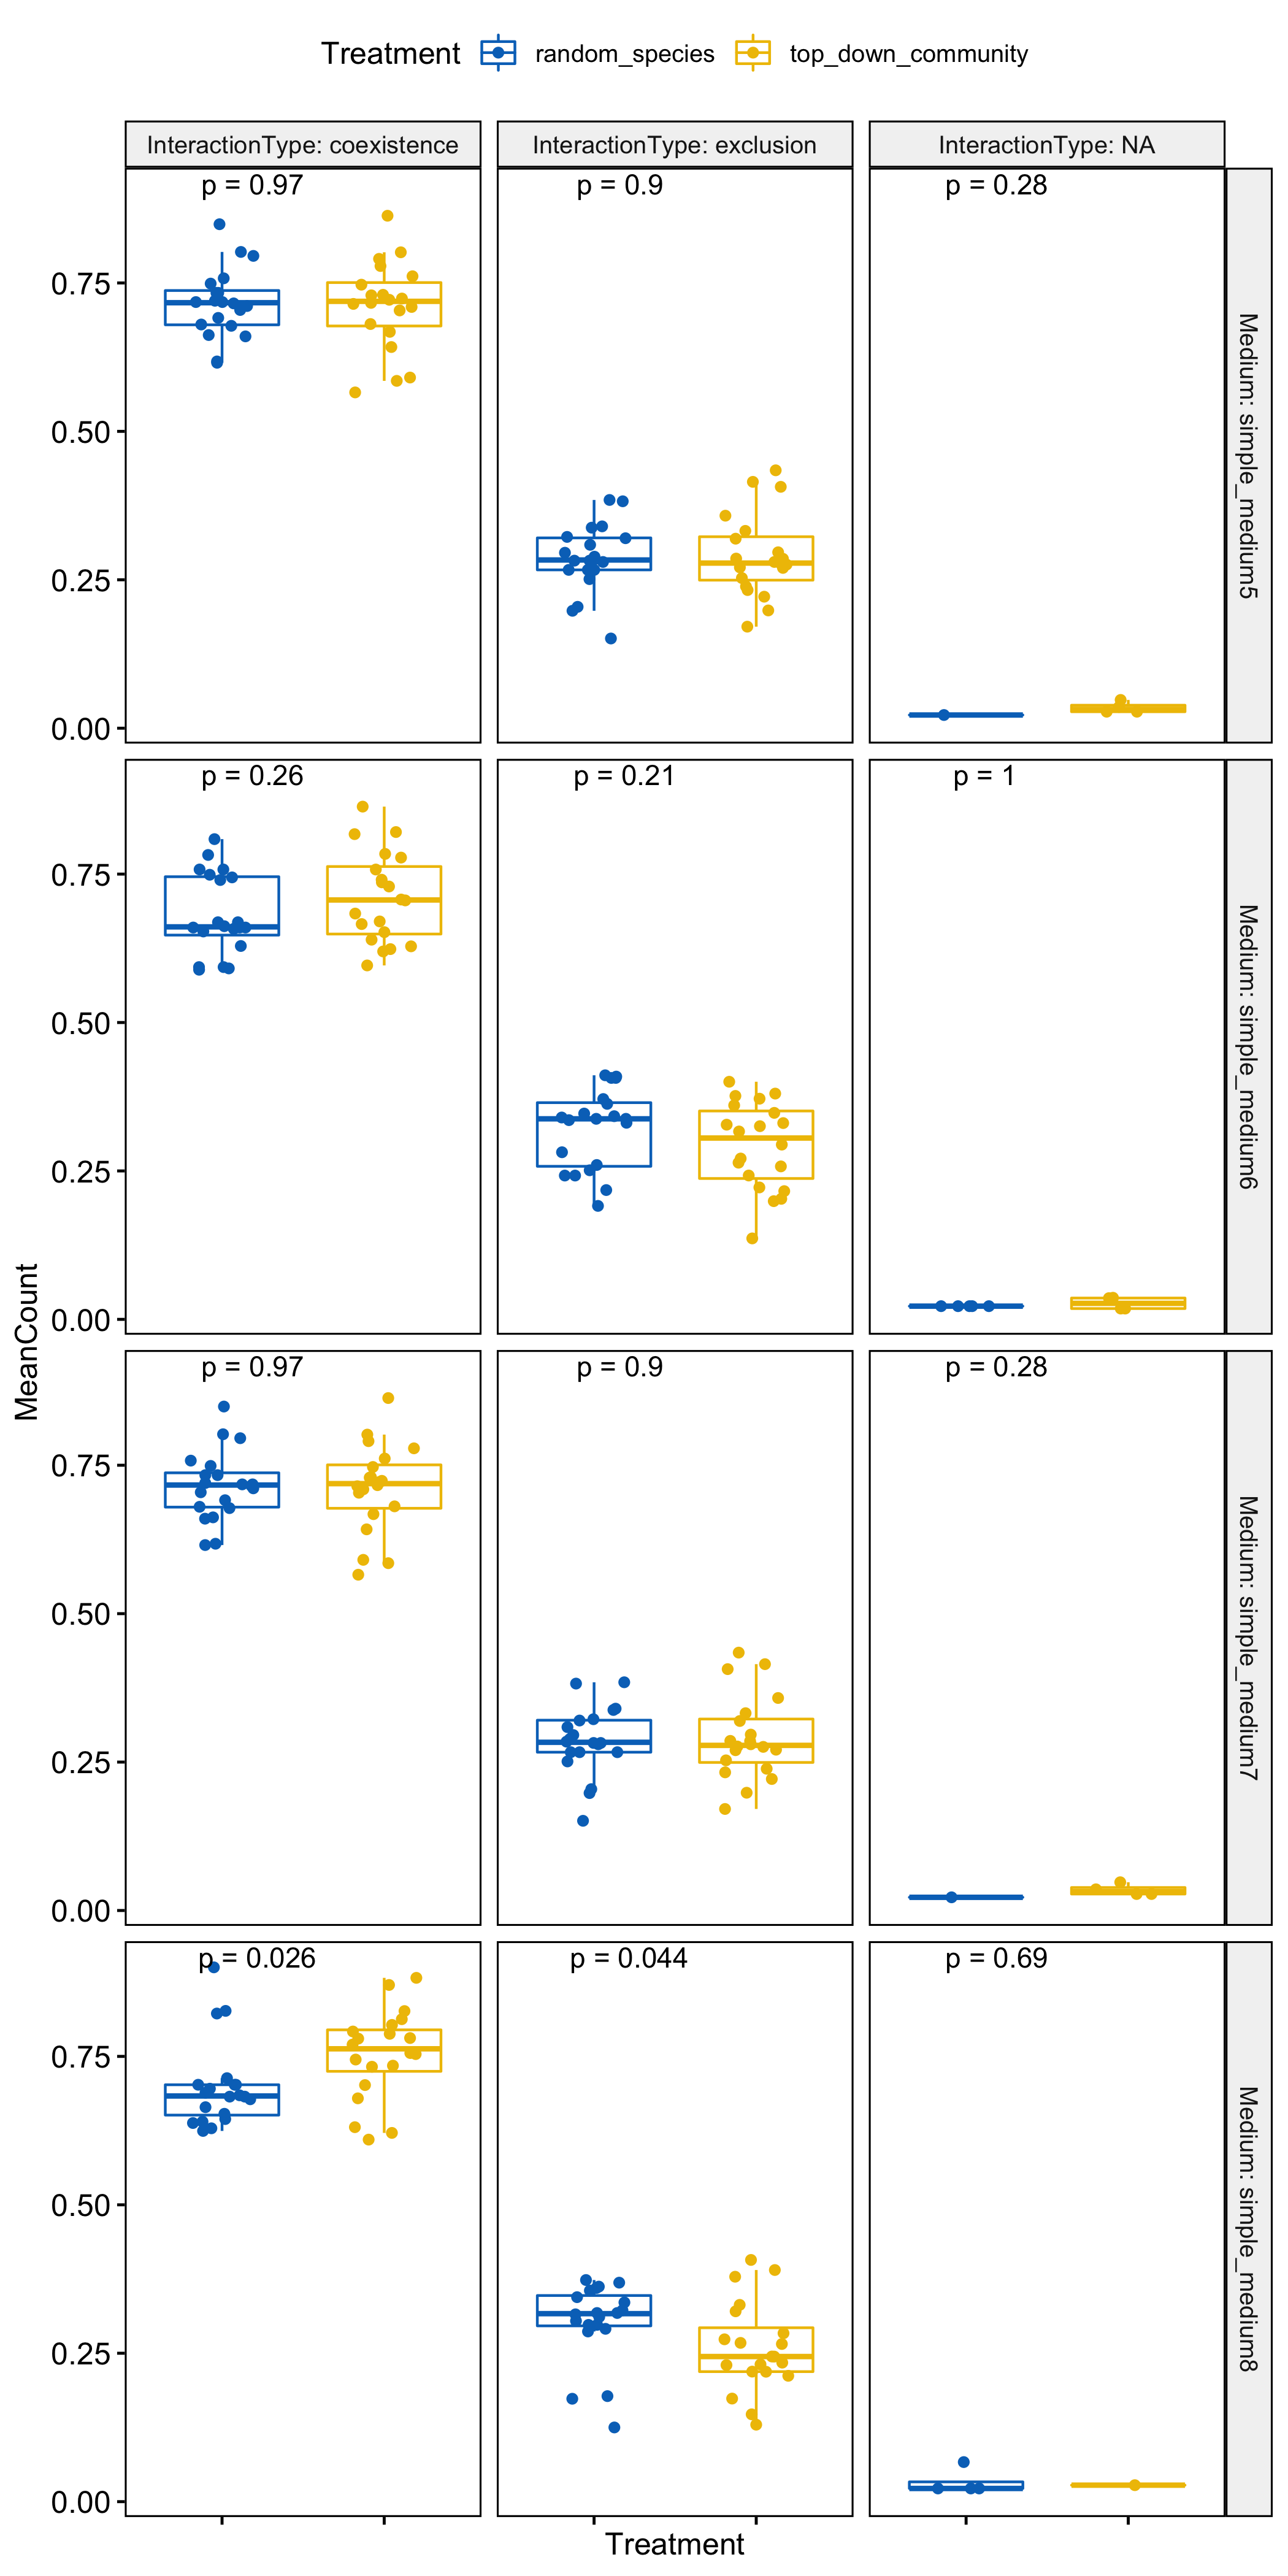 Treatment random_species top_down_community
InteractionType: coexistence InteractionType: exclusion InteractionType: NA
p = 0.97 p = 0.9 p = 0.28
0.75
0.50
0.25
0.00
Medium: simple_medium5
p = 0.26 p = 0.21 p = 1
0.75
0.50
0.25
0.00
Medium: simple_medium6
MeanCount
p = 0.97 p = 0.9 p = 0.28
0.75
0.50
0.25
0.00
Medium: simple_medium7
p = 0.026 p = 0.044 p = 0.69
0.75
0.50
0.25
0.00
Medium: simple_medium8
Treatment